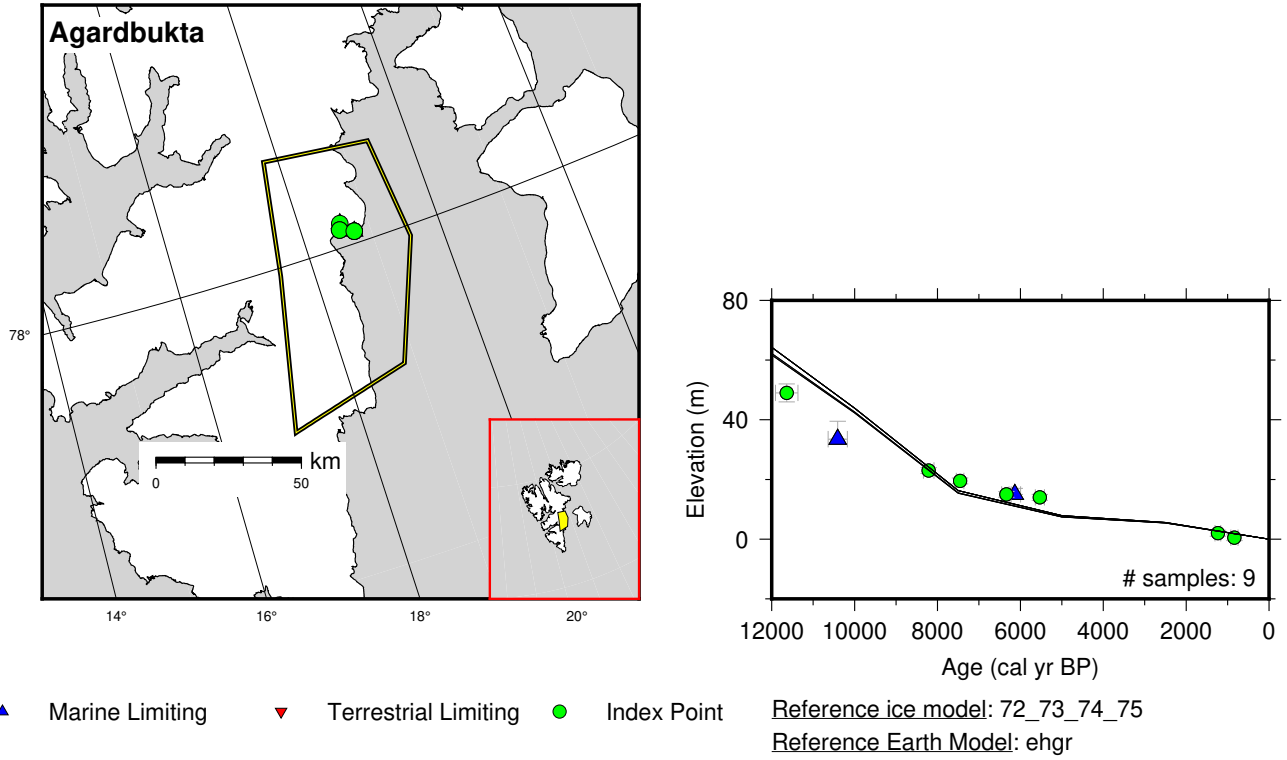 Agardbukta
78°
km
0 50
14° 16° 18° 20°
80
40
0
Elevation (m)
# samples: 9
12000 10000 8000 6000 4000 2000 0
Age (cal yr BP)
Marine Limiting Terrestrial Limiting Index Point
Reference ice model: 72_73_74_75
Reference Earth Model: ehgr